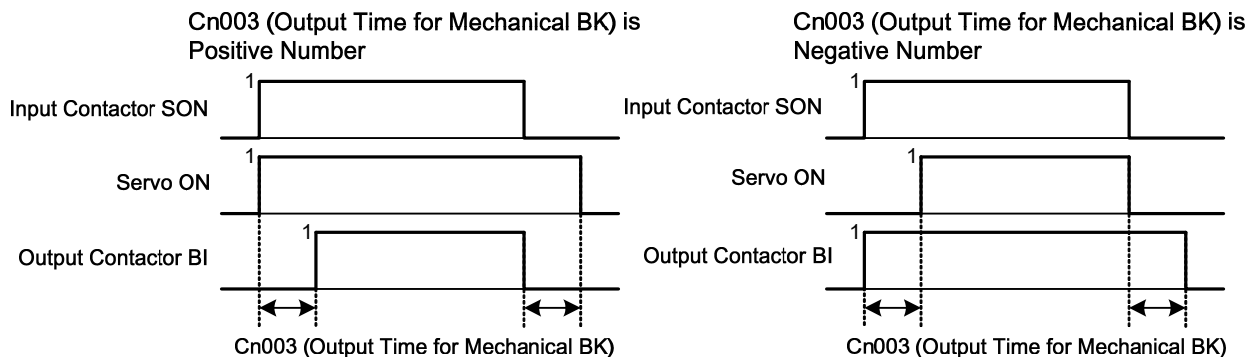 Cn003 (Output Time for Mechanical BK) is
Positive Number
1
Input Contactor SON
1
Servo ON
1
Output Contactor BI
Cn003 (Output Time for Mechanical BK)
Cn003 (Output Time for Mechanical BK) is
Negative Number
1
Input Contactor SON
1
Servo ON
1
Output Contactor BI
Cn003 (Output Time for Mechanical BK)